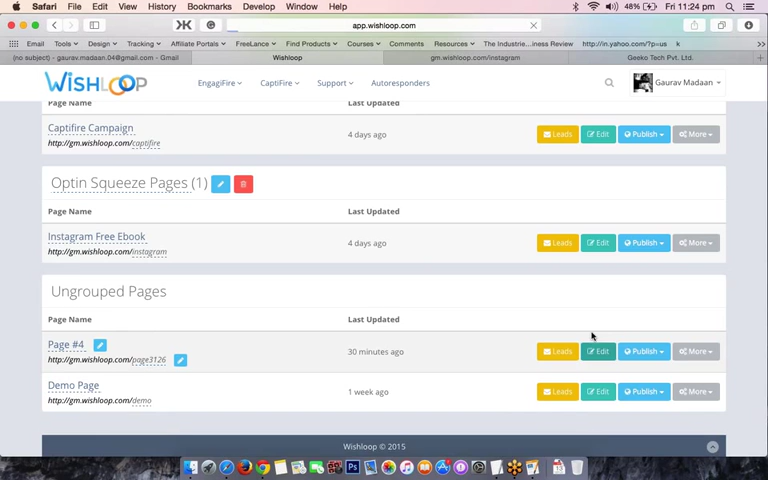 Safari File Edit View History Bookmarks Develop Window Help 48% Fri 11:24 pm
app.wishloop.com
Email Tools Design Tracking Affiliate Portals FreeLance Find Products Courses Comments Resources The Industrie...iness Review http://in.yahoo.com/?p=us k
(no subject) - gaurav.madaan.04@gmail.com - Gmail Wishloop gm.wishloop.com/instagram Geeko Tech Pvt. Ltd.
WiSHLOOP EngagiFire CaptiFire Support Autoresponders Gaurav Madaan
Page Name Last Updated
Captifire Campaign
http://gm.wishloop.com/captifire
4 days ago Leads Edit Publish More
Optin Squeeze Pages (1)
Page Name Last Updated
Instagram Free Ebook
http://gm.wishloop.com/instagram
4 days ago Leads Edit Publish More
Ungrouped Pages
Page Name Last Updated
Page #4
http://gm.wishloop.com/page3126
30 minutes ago Leads Edit Publish More
Demo Page
http://gm.wishloop.com/demo
1 week ago Leads Edit Publish More
Wishloop © 2015